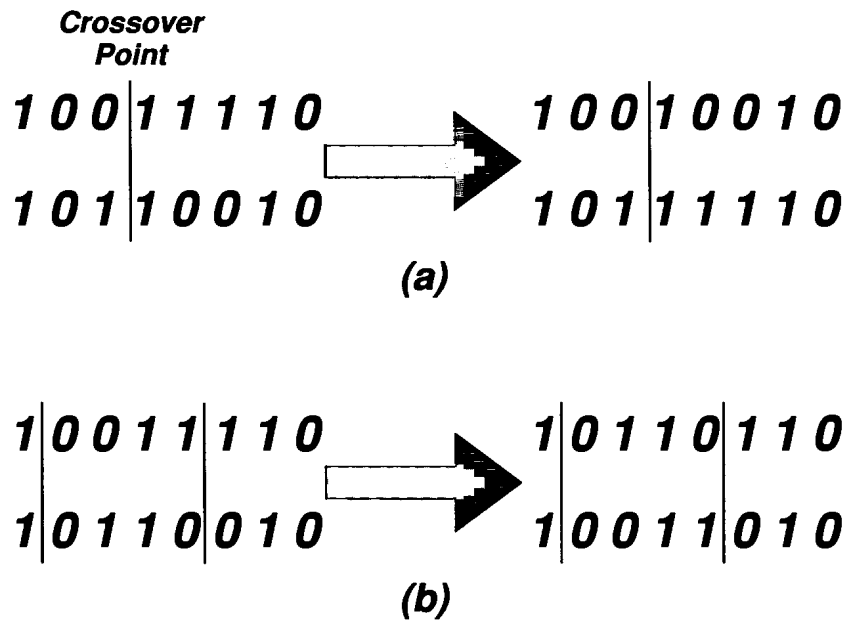 Crossover
Point
1 0 0 1 1 1 1 0 1 0 0 1 0 0 1 0
1 0 1 1 0 0 1 0 1 0 1 1 1 1 1 0
(a)
1 0 0 1 1 1 1 0 1 0 1 1 0 1 1 0
1 0 1 1 0 0 1 0 1 0 0 1 1 0 1 0
(b)